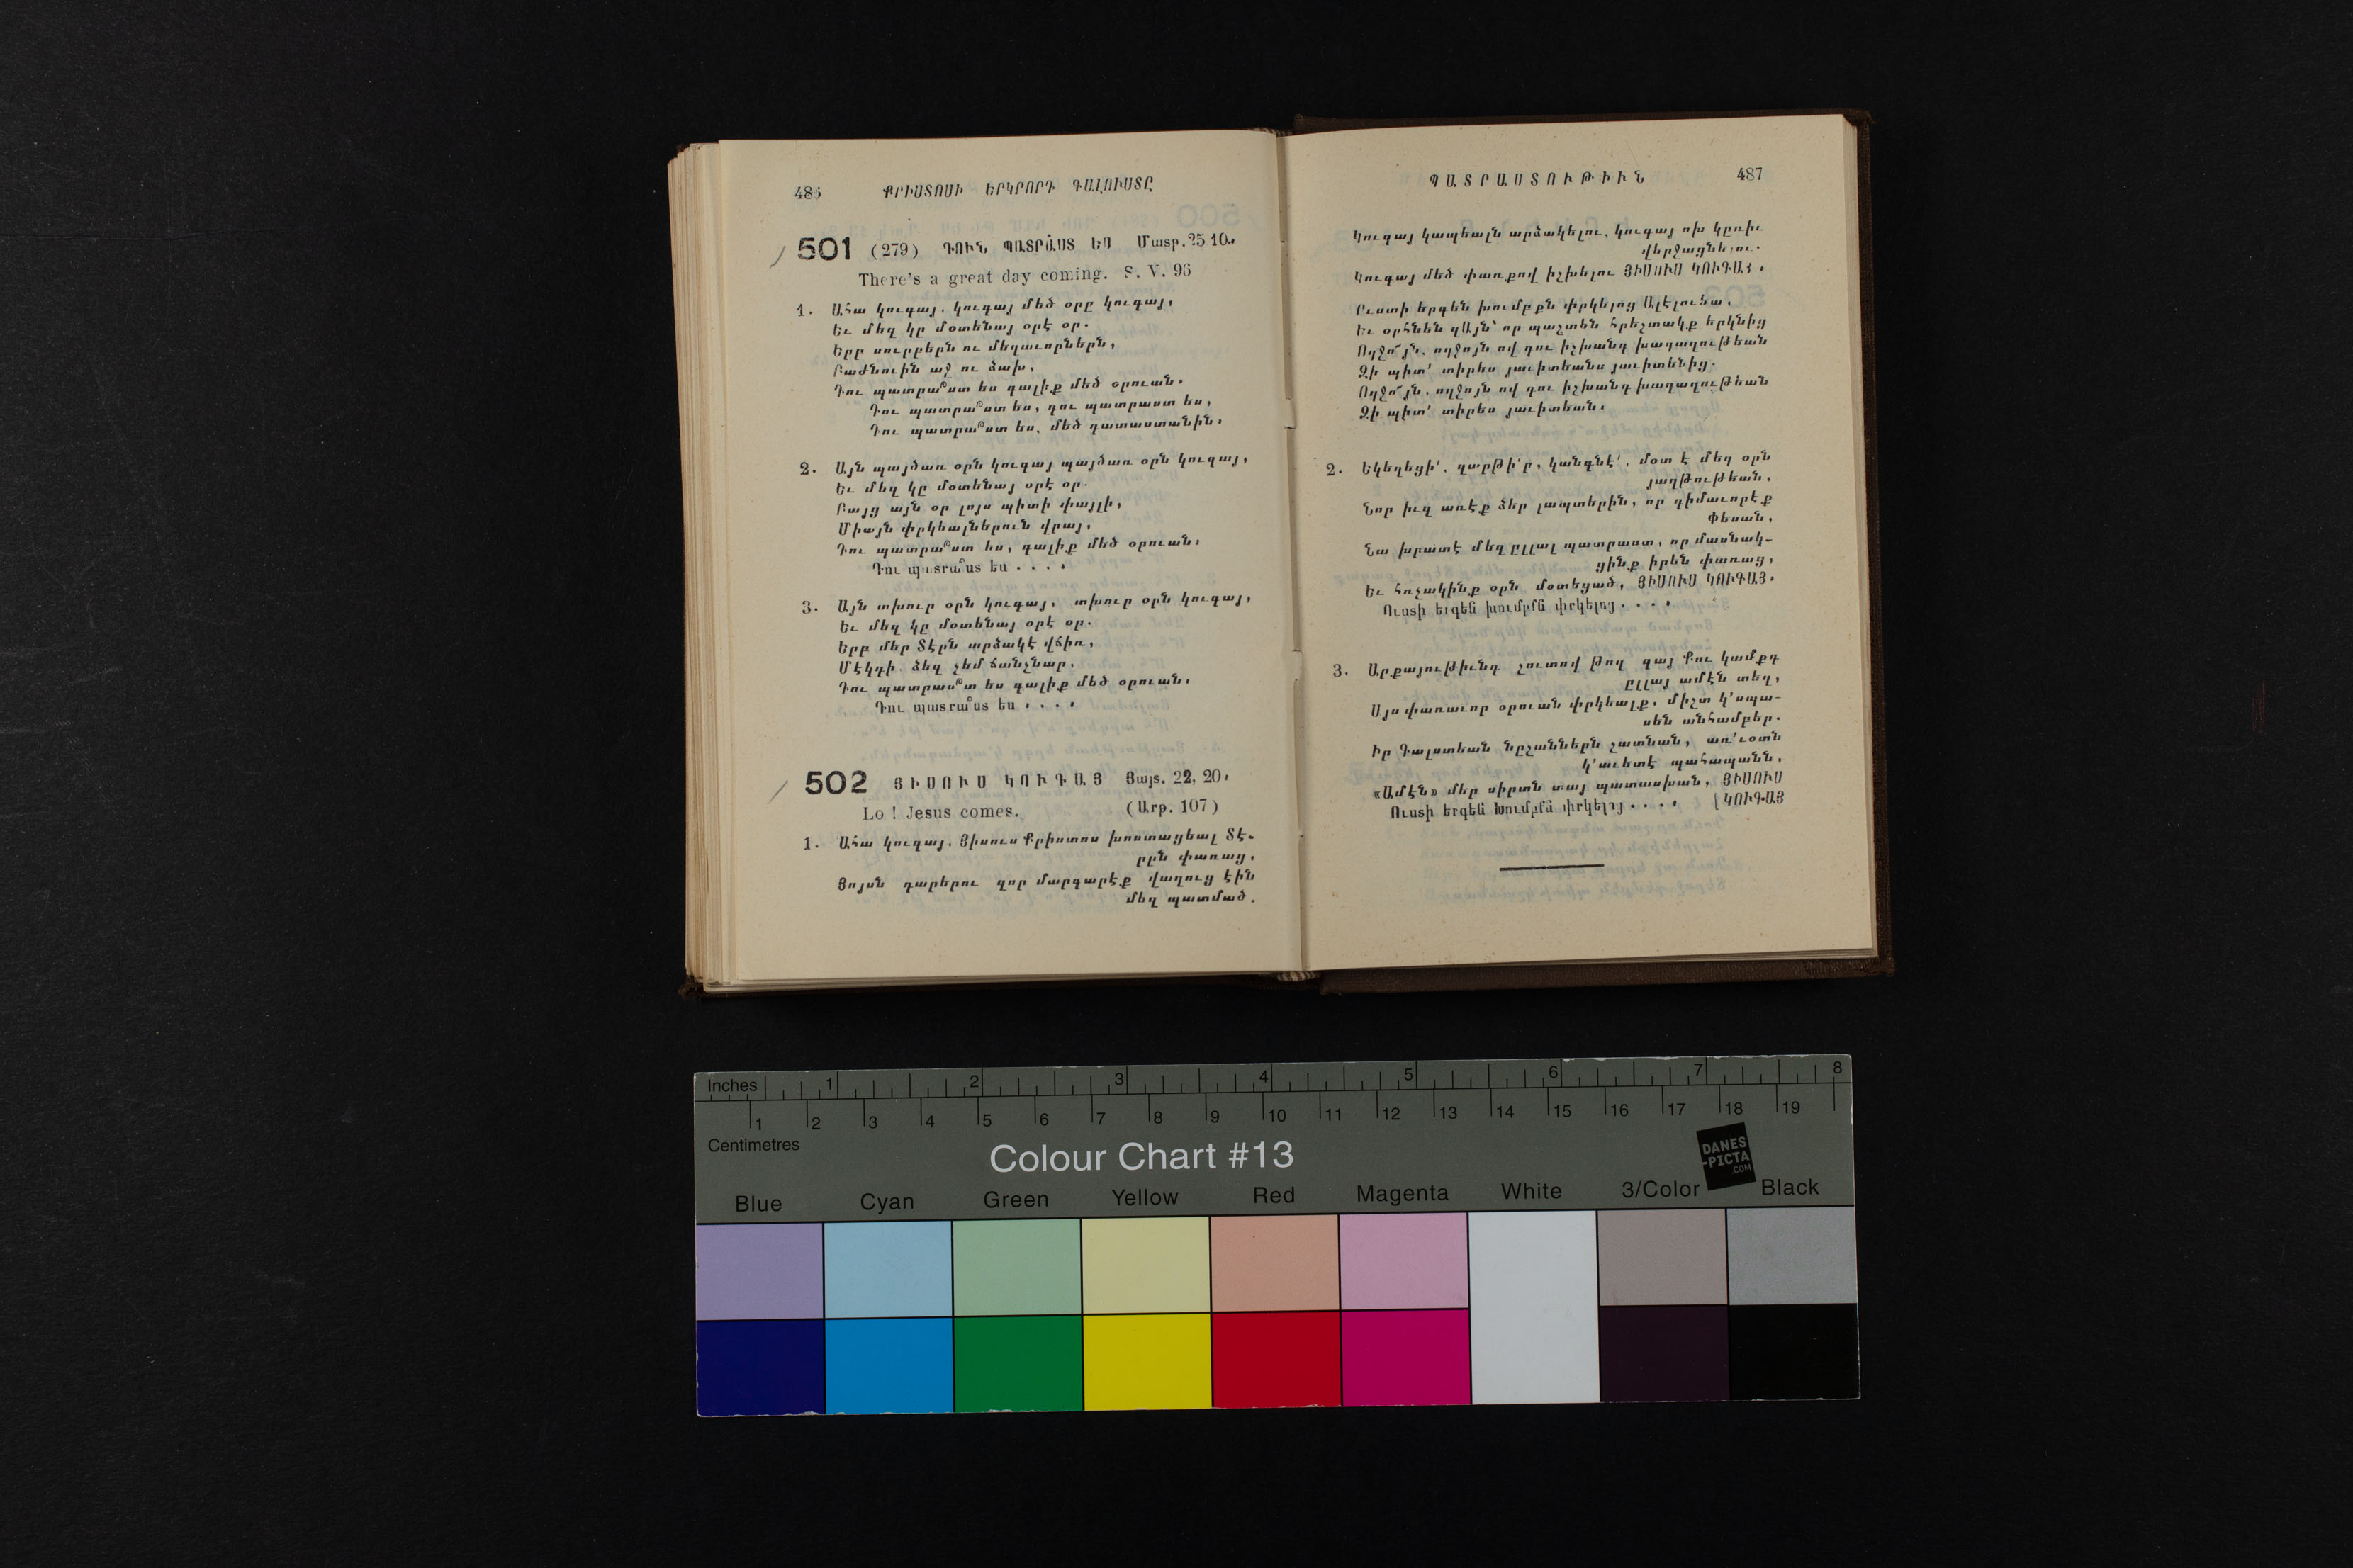 486 ՔՐԻՍՏՈՍԻ ԵՐԿՐՈՐԴ ԳԱԼՈՒՍՏԸ
501 (279) ԴՈՒՆ ՊԱՏՐԱ՞ՍՏ ԵՍ Մատթ. 25 10.
There's a great day coming. S. V. 96
1. Ահա կուգայ, կուգայ մեծ օրը կուգայ,
Եւ մեզ կը մօտենայ օրէ օր.
Երբ սուրբերն ու մեղաւորներն,
Բաժնուին աջ ու ձախ,
Դու պատրա՞ստ ես գալիք մեծ օրուան.
Դու պատրա՞ստ ես, դու պատրաստ ես,
Դու պատրա՞ստ ես, մեծ դատաստանին։
2. Այն պայծառ օրն կուգայ պայծառ օրն կուգայ,
Եւ մեզ կը մօտենայ օրէ օր.
Բայց այն օր լոյս պիտի փայլի,
Միայն փրկեալներուն վրայ,
Դու պատրա՞ստ ես, գալիք մեծ օրուան։
Դու պատրա՞ստ ես . . . .
3. Այն տխուր օրն կուգայ, տխուր օրն կուգայ,
Եւ մեզ կը մօտենայ օրէ օր.
Երբ մեր Տէրն արձակէ վճիռ,
Մէկդի ձեզ չեմ ճանչնար,
Դու պատրաս՞տ ես գալիք մեծ օրուան։
Դու պատրա՞ստ ես . . . .
502 ՅԻՍՈՒՍ ԿՈՒԳԱՅ Յայտ. 22, 20։
Lo ! Jesus comes. (Արթ. 107)
1. Ահա կուգայ, Յիսուս Քրիստոս խոստացեալ Տէ-
րըն փառաց,
Յոյսն դարերու զոր մարգարէք վաղուց էին
մեզ պատմած.
ՊԱՏՐԱՍՏՈՒԹԻՒՆ 487
Կուգայ կապեալն արձակելու, կուգայ ոխ կռիւ
վերջացնելու.
Կուգայ մեծ փառքով իշխելու ՅԻՍՈՒՍ ԿՈՒԳԱՅ.
Ուստի երգեն խումբքն փրկելոց Ալէլուիա,
Եւ օրհնեն զԱյն՝ որ պաշտեն հրեշտակք երկնից
Ողջո՜յն, ողջոյն ով դու իշխանդ խաղաղութեան
Զի պիտ' տիրես յաւիտեանս յաւիտենից.
Ողջո՜յն, ողջոյն ով դու իշխանդ խաղաղութեան
Զի պիտ' տիրես յաւիտեան։
2. Եկեղեցի՛, զարթի՛ր, կանգնէ՛, մօտ է մեզ օրն
յաղթութեան,
Նոր իւղ առէք ձեր լապտերին, որ դիմաւորէք
Փեսան,
Նա խրատէ մեզ ըլլալ պատրաստ, որ մասնակ-
ցինք իրեն փառաց,
Եւ հռչակինք օրն մօտեցած, ՅԻՍՈՒՍ ԿՈՒԳԱՅ։
Ուստի երգեն խումբքն փրկելոց . . . .
3. Արքայութիւնդ շուտով թող գայ Քու կամքդ
ըլլայ ամէն տեղ,
Այս փառաւոր օրուան փրկեալք, միշտ կ'սպա-
սեն անհամբեր.
Իր Գալստեան նըշաններն շատնան, առ՛ւօտն
կ'աւետէ պահապանն,
«Ամէն» մեր սիրտն տայ պատասխան, ՅԻՍՈՒՍ
Ուստի երգեն Խումբքն փրկելոց . . . . [ԿՈՒԳԱՅ
Inches 1 2 3 4 5 6 7 8
1 2 3 4 5 6 7 8 9 10 11 12 13 14 15 16 17 18 19
Centimetres
Colour Chart #13
DANES
-PICTA
.COM
Blue Cyan Green Yellow Red Magenta White 3/Color Black